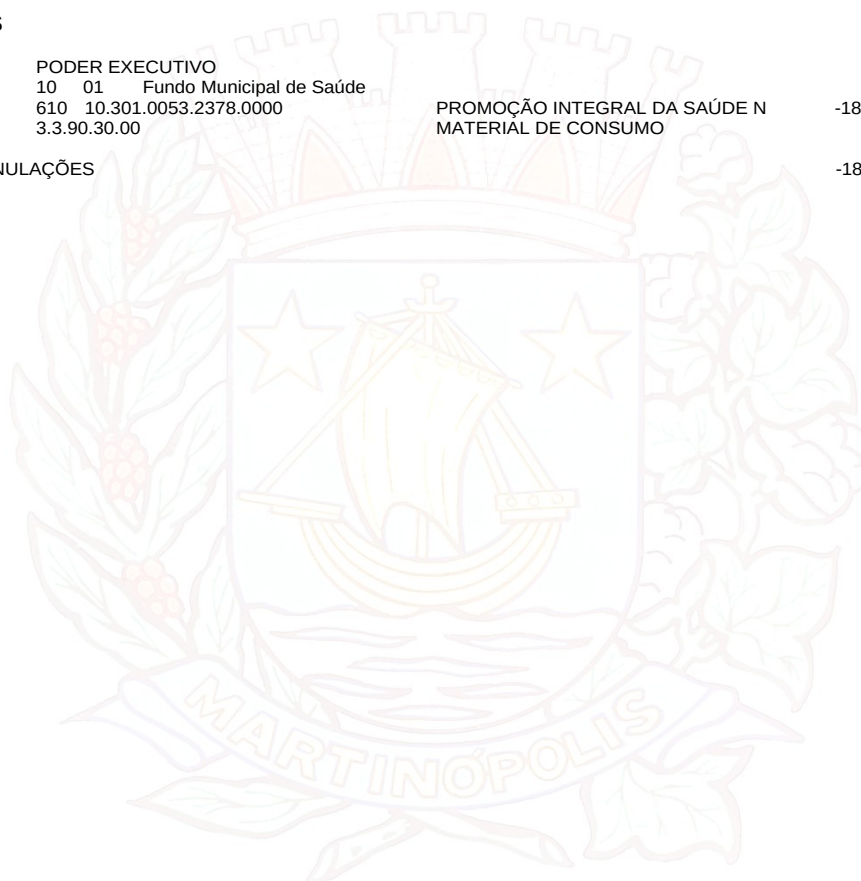 S
PODER EXECUTIVO
10 01 Fundo Municipal de Saúde
610 10.301.0053.2378.0000 PROMOÇÃO INTEGRAL DA SAÚDE N -18
3.3.90.30.00 MATERIAL DE CONSUMO
NULAÇÕES -18
MARTINÓPOLIS